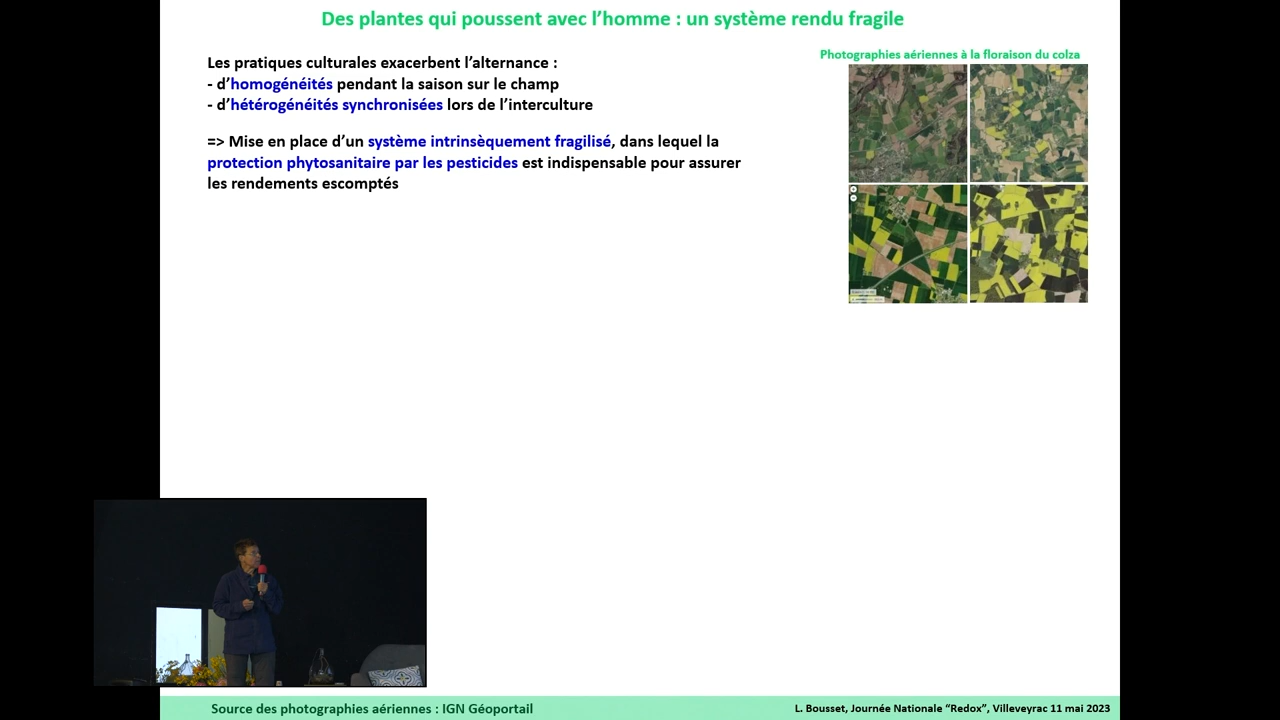 Des plantes qui poussent avec l’homme : un système rendu fragile
Les pratiques culturales exacerbent l’alternance :
- d’homogénéités pendant la saison sur le champ
- d’hétérogénéités synchronisées lors de l’interculture
=> Mise en place d’un système intrinsèquement fragilisé, dans lequel la
protection phytosanitaire par les pesticides est indispensable pour assurer
les rendements escomptés
Photographies aériennes à la floraison du colza
Source des photographies aériennes : IGN Géoportail
L. Bousset, Journée Nationale “Redox”, Villeveyrac 11 mai 2023